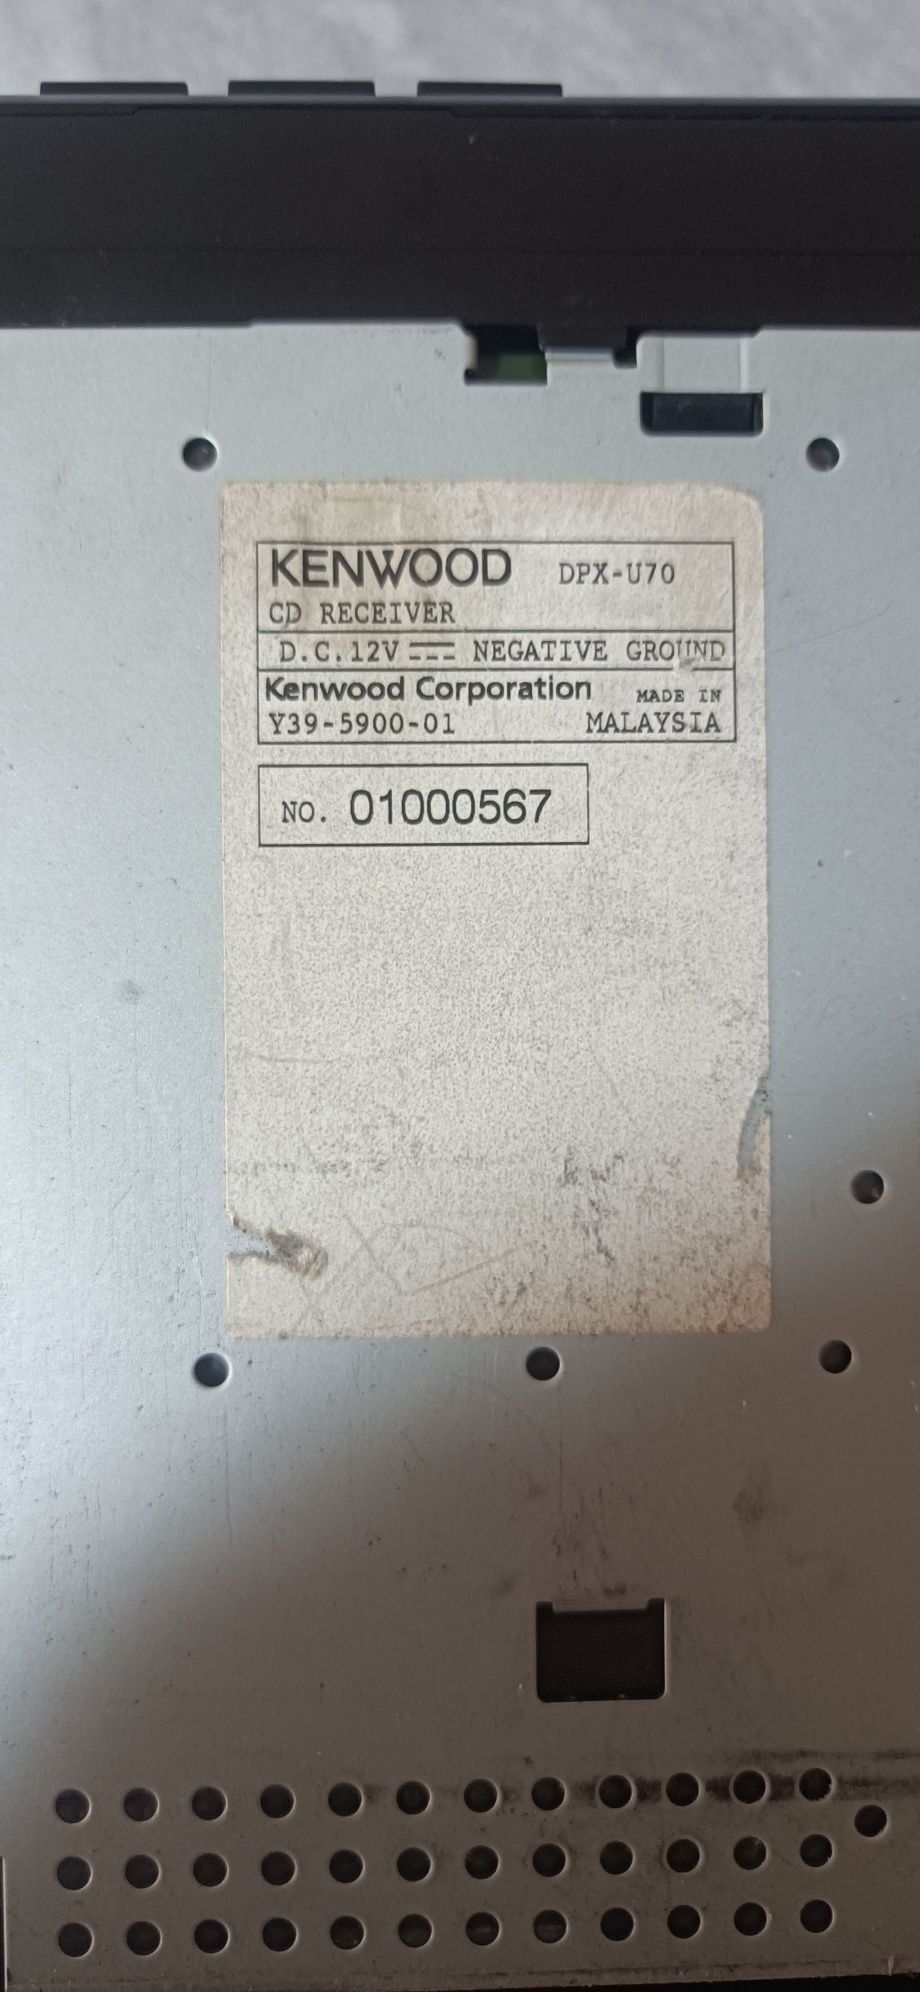 KENWOOD DPX-U70
CD RECEIVER
D.C.12V NEGATIVE GROUND
Kenwood Corporation MADE IN
Y39-5900-01 MALAYSIA
NO. 01000567